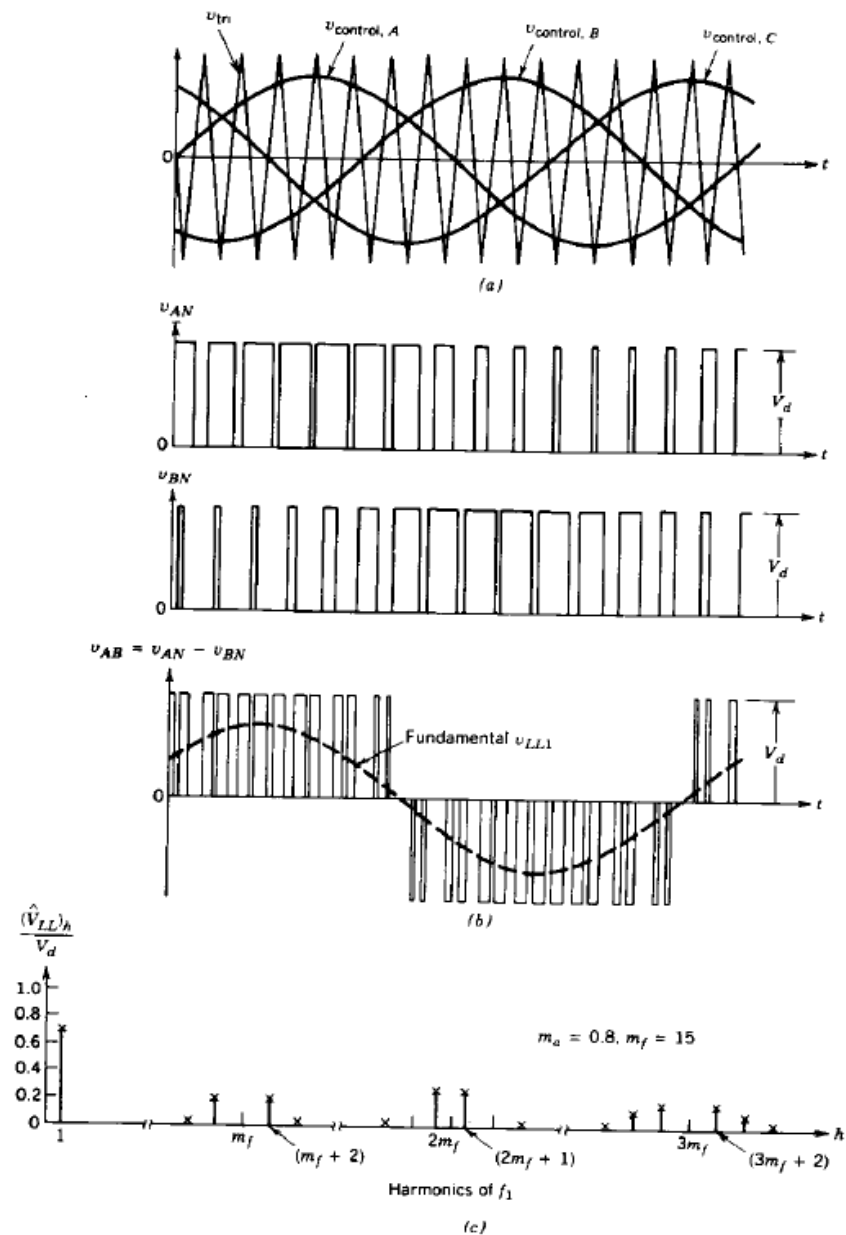 v_tri
v_control, A
v_control, B
v_control, C
0
t
(a)
v_AN
0
V_d
t
v_BN
0
V_d
t
v_AB = v_AN − v_BN
Fundamental v_LL1
0
V_d
t
(b)
(V̂_LL)_h
V_d
1.0
0.8
0.6
0.4
0.2
0
m_a = 0.8, m_f = 15
1
m_f
(m_f + 2)
2m_f
(2m_f + 1)
3m_f
(3m_f + 2)
h
Harmonics of f_1
(c)